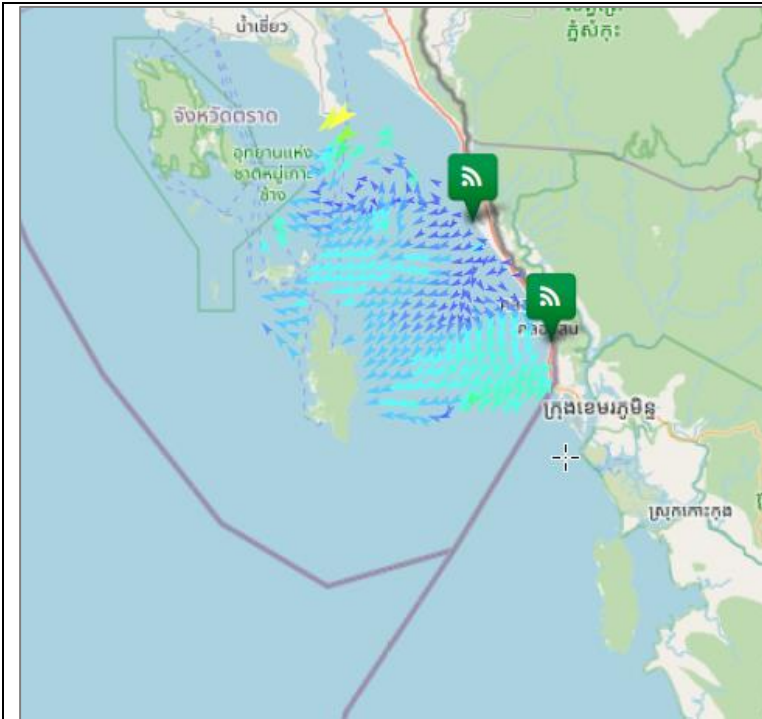 น้ำเชี่ยว
ភ្នំសំកុះ
จังหวัดตราด
อุทยานแห่ง
ชาติหมู่เกาะ
ช้าง
ក្រុងខេមរភូមិន្ទ
ស្រុកកោះកុង